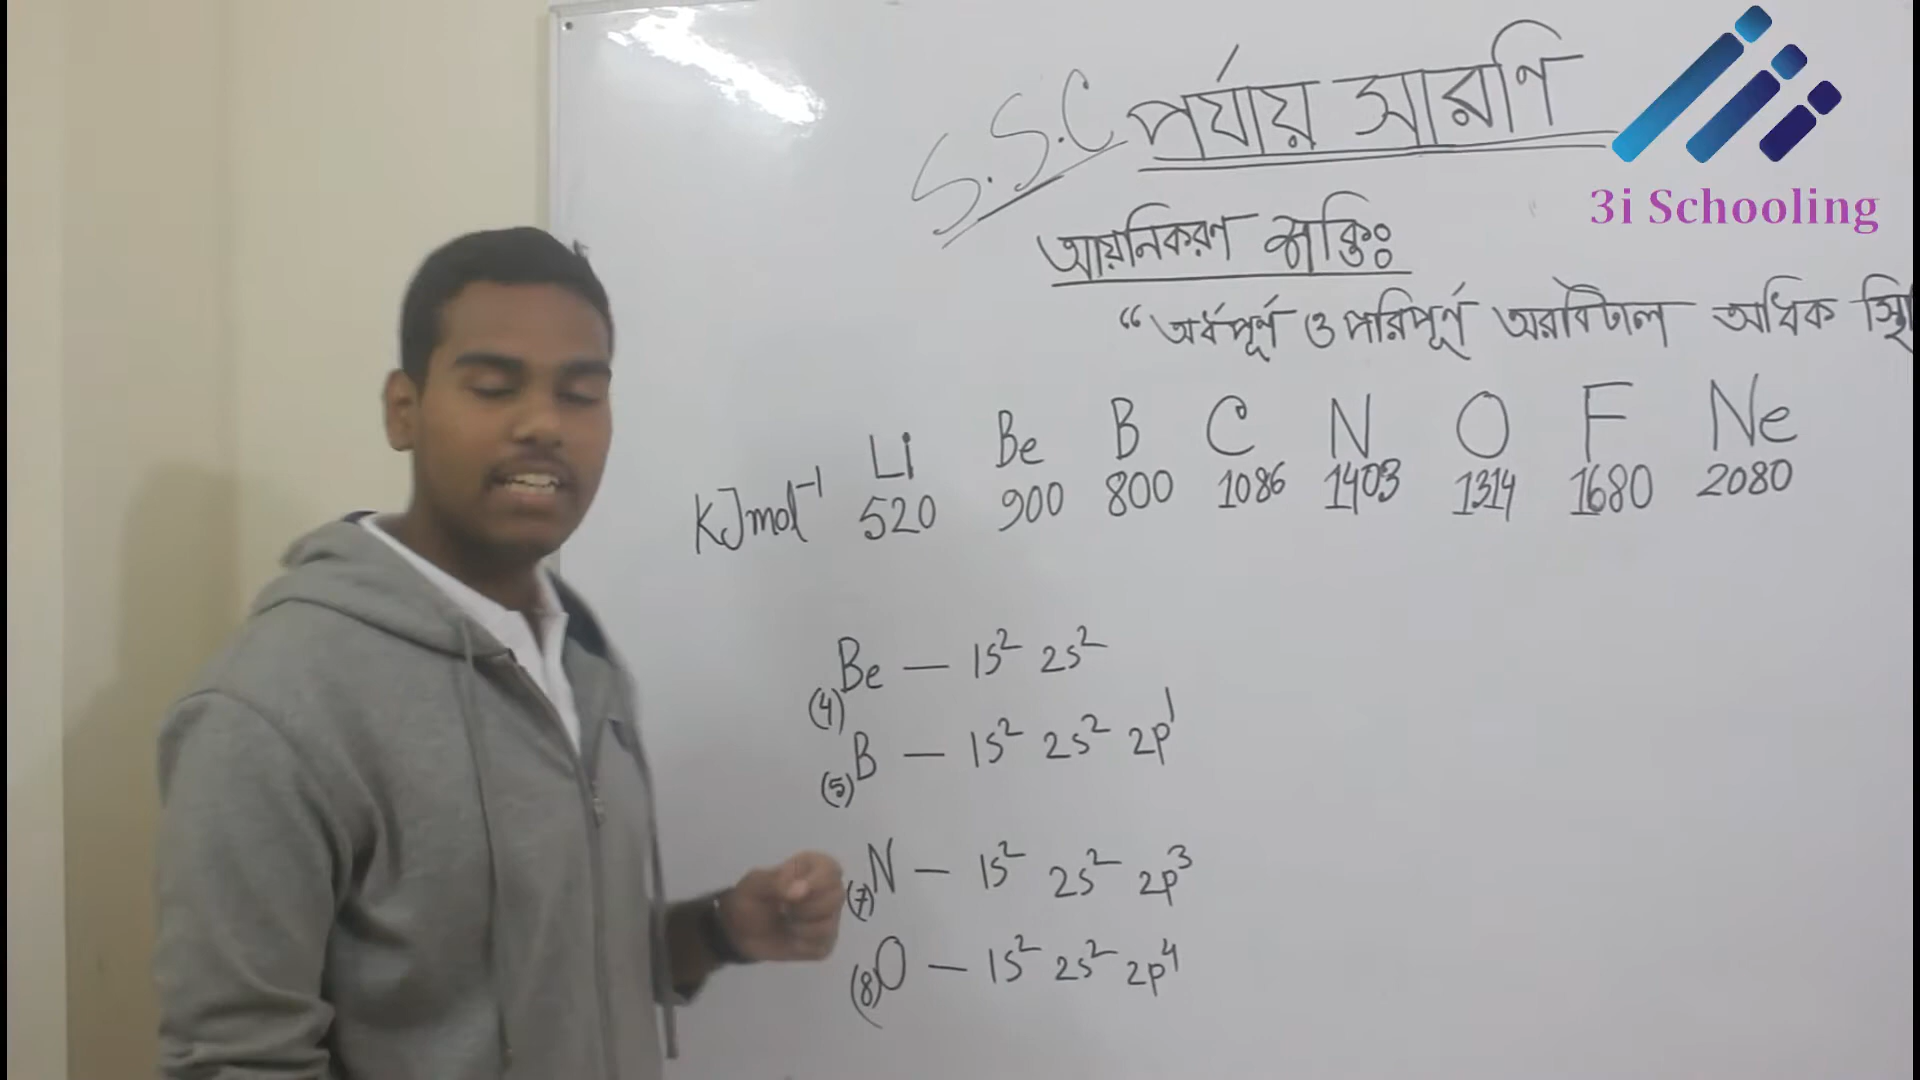 S.S.C পর্যায় সারণি
3i Schooling
আয়নিকরণ শক্তিঃ
“অর্ধপূর্ণ ও পরিপূর্ণ অরবিটাল অধিক
Li Be B C N O F Ne
KJmol⁻¹ 520 900 800 1086 1403 1314 1680 2080
(4)Be — 1s² 2s²
(5)B — 1s² 2s² 2p¹
(7)N — 1s² 2s² 2p³
(8)O — 1s² 2s² 2p⁴